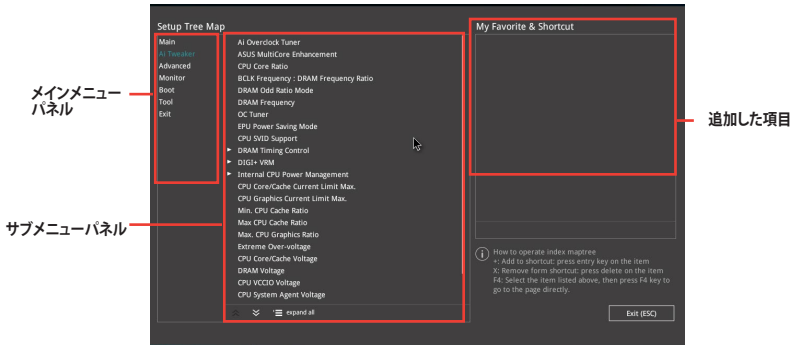 Setup Tree Map
My Favorite & Shortcut
Main
Ai Tweaker
Advanced
Monitor
Boot
Tool
Exit
Ai Overclock Tuner
ASUS MultiCore Enhancement
CPU Core Ratio
BCLK Frequency : DRAM Frequency Ratio
DRAM Odd Ratio Mode
DRAM Frequency
OC Tuner
EPU Power Saving Mode
CPU SVID Support
DRAM Timing Control
DIGI+ VRM
Internal CPU Power Management
CPU Core/Cache Current Limit Max.
CPU Graphics Current Limit Max.
Min. CPU Cache Ratio
Max CPU Cache Ratio
Max. CPU Graphics Ratio
Extreme Over-voltage
CPU Core/Cache Voltage
DRAM Voltage
CPU VCCIO Voltage
CPU System Agent Voltage
expand all
How to operate index maptree
+: Add to shortcut: press entry key on the item
X: Remove form shortcut: press delete on the item
F4: Select the item listed above, then press F4 key to
go to the page directly.
Exit (ESC)
メインメニュー
パネル
サブメニューパネル
追加した項目